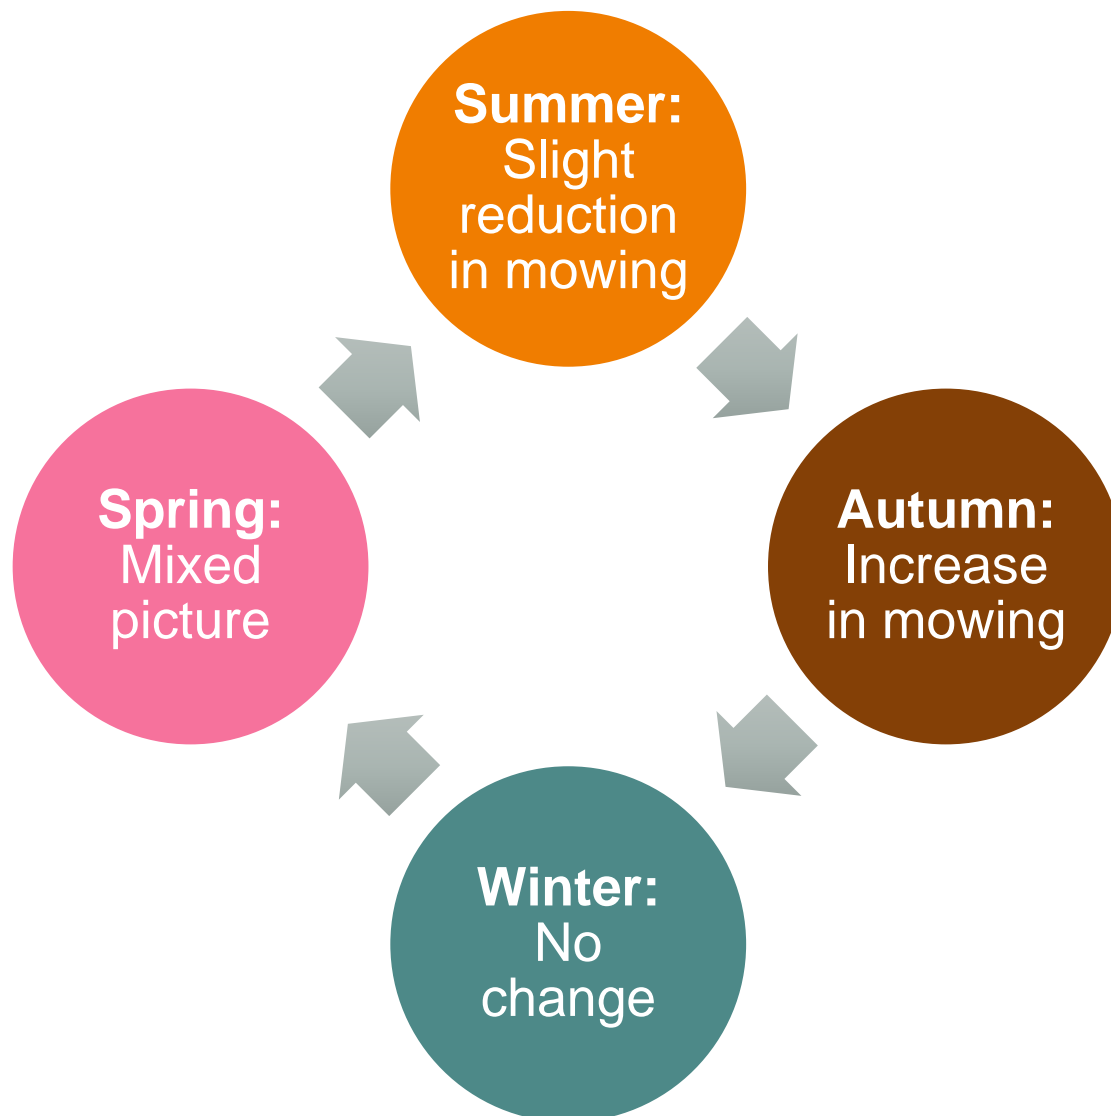 Summer:
Slight
reduction
in mowing
Spring:
Mixed
picture
Autumn:
Increase
in mowing
Winter:
No
change